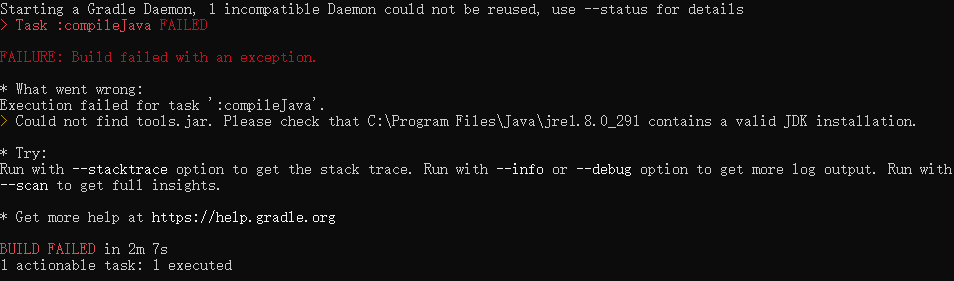 Starting a Gradle Daemon, 1 incompatible Daemon could not be reused, use --status for details
> Task :compileJava FAILED
FAILURE: Build failed with an exception.
* What went wrong:
Execution failed for task ':compileJava'.
> Could not find tools.jar. Please check that C:\Program Files\Java\jre1.8.0_291 contains a valid JDK installation.
* Try:
Run with --stacktrace option to get the stack trace. Run with --info or --debug option to get more log output. Run with
--scan to get full insights.
* Get more help at https://help.gradle.org
BUILD FAILED in 2m 7s
1 actionable task: 1 executed